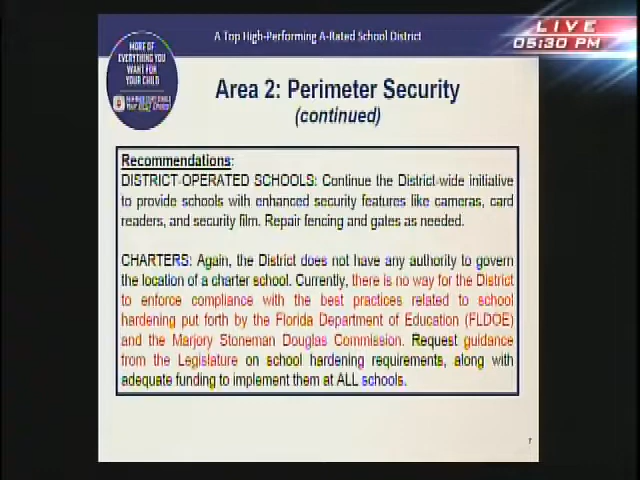 A Top High-Performing A-Rated School District
LIVE
05:30 PM
MORE OF
EVERYTHING YOU
WANT FOR
YOUR CHILD
Area 2: Perimeter Security
(continued)
Recommendations:
DISTRICT-OPERATED SCHOOLS: Continue the District-wide initiative
to provide schools with enhanced security features like cameras, card
readers, and security film. Repair fencing and gates as needed.
CHARTERS: Again, the District does not have any authority to govern
the location of a charter school. Currently, there is no way for the District
to enforce compliance with the best practices related to school
hardening put forth by the Florida Department of Education (FLDOE)
and the Marjory Stoneman Douglas Commission. Request guidance
from the Legislature on school hardening requirements, along with
adequate funding to implement them at ALL schools.
7